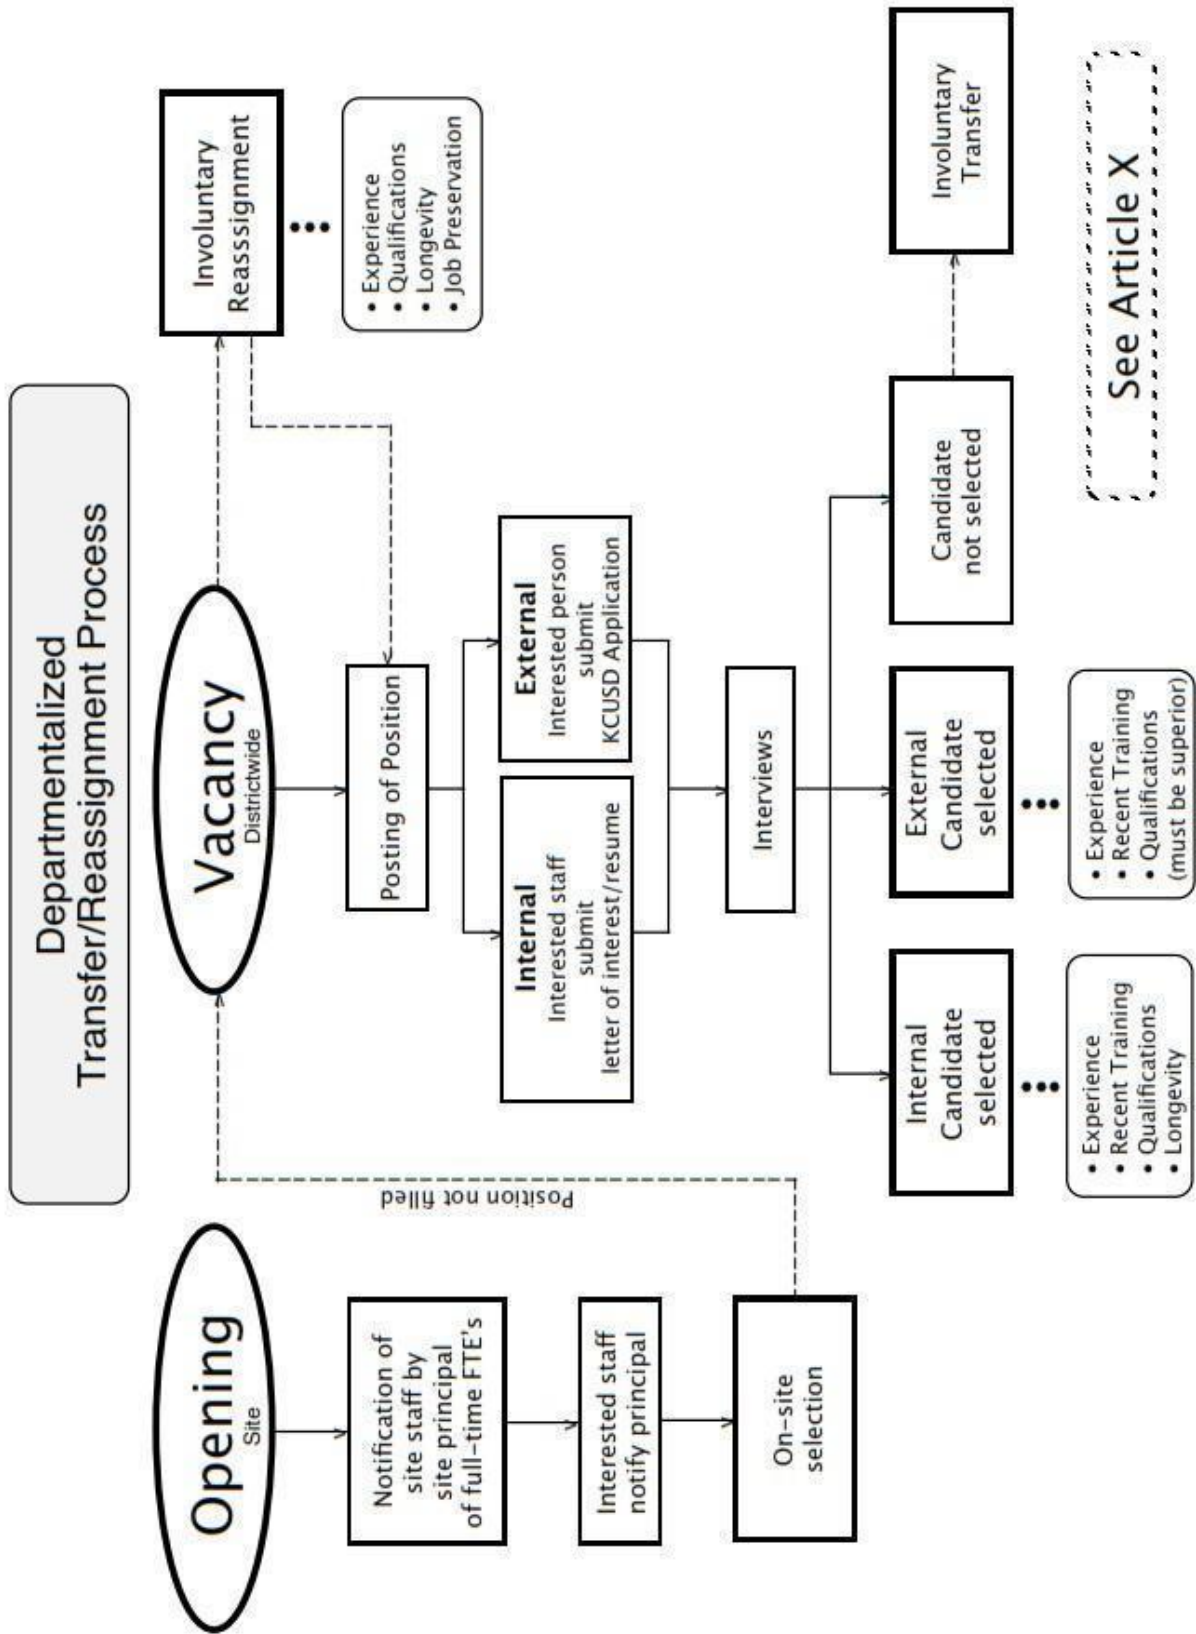 Departmentalized
Transfer/Reassignment Process
Opening
Site
Notification of
site staff by
site principal
of full-time FTE's
Interested staff
notify principal
On-site
selection
Position not filled
Vacancy
Districtwide
Posting of Position
Internal
Interested staff
submit
letter of interest/resume
External
Interested person
submit
KCUSD Application
Interviews
Internal
Candidate
selected
• Experience
• Recent Training
• Qualifications
• Longevity
External
Candidate
selected
• Experience
• Recent Training
• Qualifications
(must be superior)
Candidate
not selected
Involuntary
Transfer
Involuntary
Reasssignment
• Experience
• Qualifications
• Longevity
• Job Preservation
See Article X